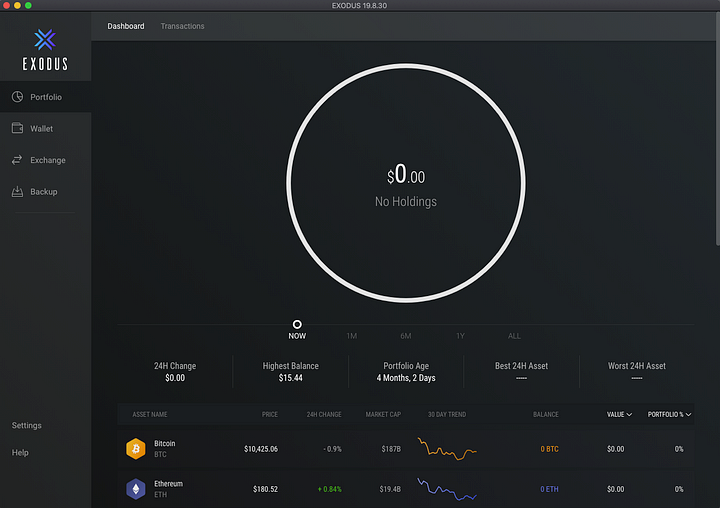 EXODUS 19.8.30
Dashboard Transactions
EXODUS
Portfolio
Wallet
Exchange
Backup
Settings
Help
$0.00
No Holdings
NOW 1M 6M 1Y ALL
24H Change Highest Balance Portfolio Age Best 24H Asset Worst 24H Asset
$0.00 $15.44 4 Months, 2 Days ----- -----
ASSET NAME PRICE 24H CHANGE MARKET CAP 30 DAY TREND BALANCE VALUE PORTFOLIO %
Bitcoin
BTC
$10,425.06 - 0.9% $187B 0 BTC $0.00 0%
Ethereum
ETH
$180.52 + 0.84% $19.4B 0 ETH $0.00 0%